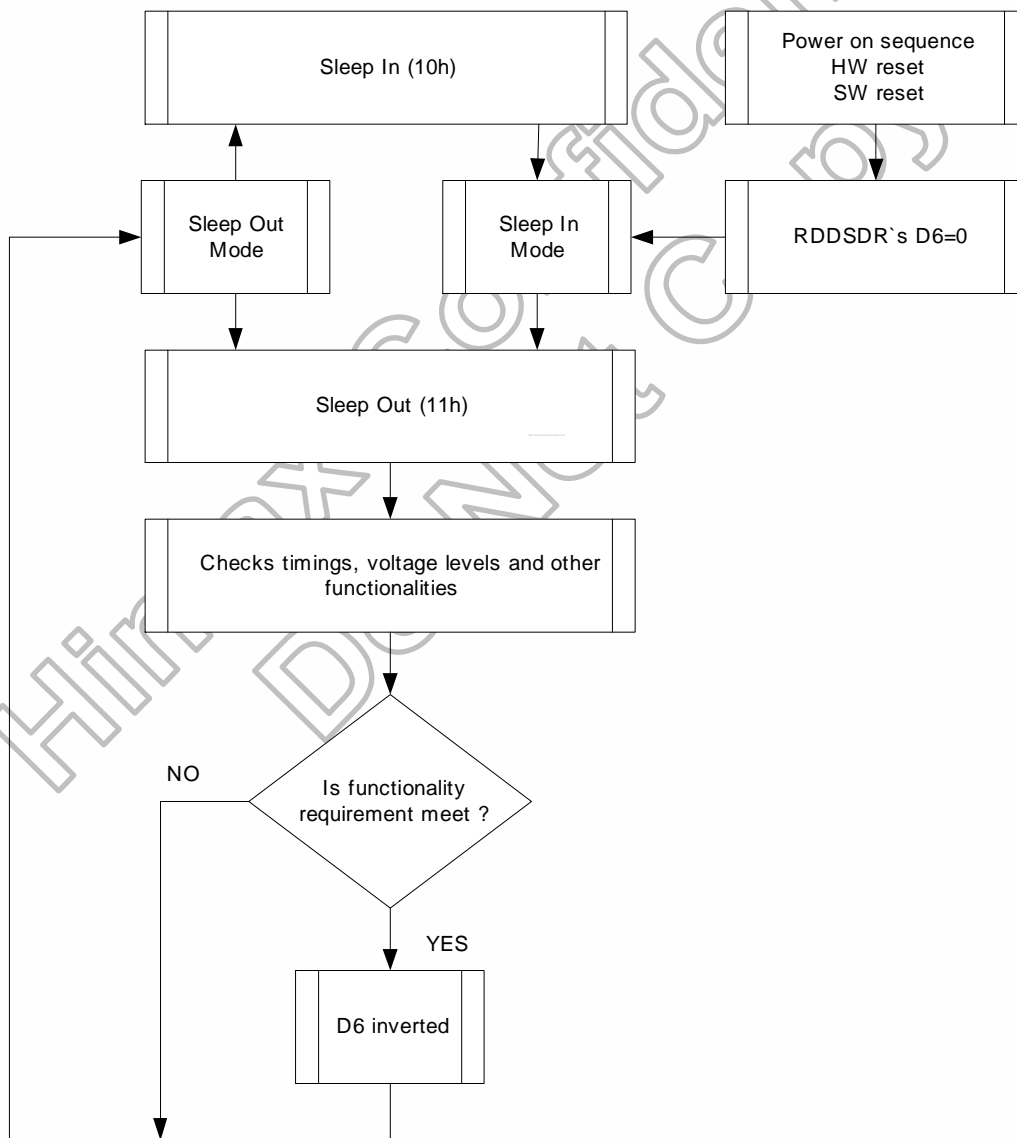 Sleep In (10h)
Power on sequence
HW reset
SW reset
Sleep Out
Mode
Sleep In
Mode
RDDSDR`s D6=0
Sleep Out (11h)
Checks timings, voltage levels and other
functionalities
Is functionality
requirement meet ?
NO
YES
D6 inverted